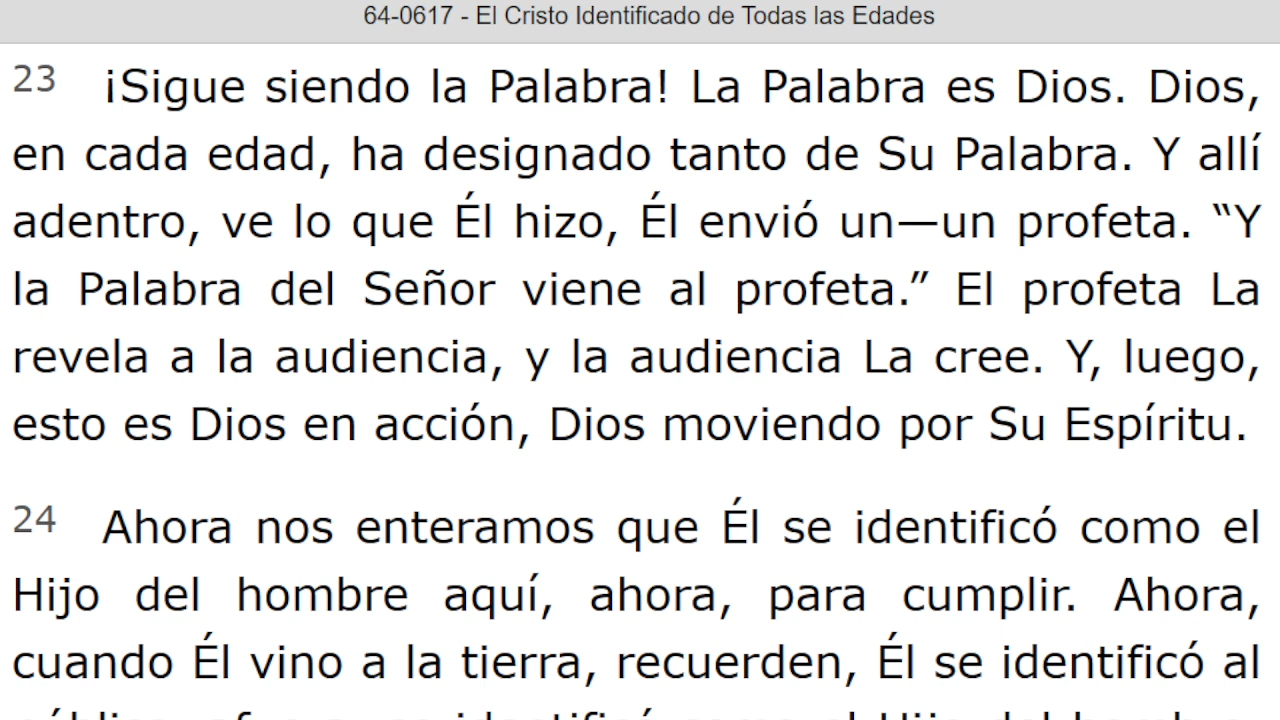 64-0617 - El Cristo Identificado de Todas las Edades
23 ¡Sigue siendo la Palabra! La Palabra es Dios. Dios,
en cada edad, ha designado tanto de Su Palabra. Y allí
adentro, ve lo que Él hizo, Él envió un—un profeta. “Y
la Palabra del Señor viene al profeta.” El profeta La
revela a la audiencia, y la audiencia La cree. Y, luego,
esto es Dios en acción, Dios moviendo por Su Espíritu.
24 Ahora nos enteramos que Él se identificó como el
Hijo del hombre aquí, ahora, para cumplir. Ahora,
cuando Él vino a la tierra, recuerden, Él se identificó al